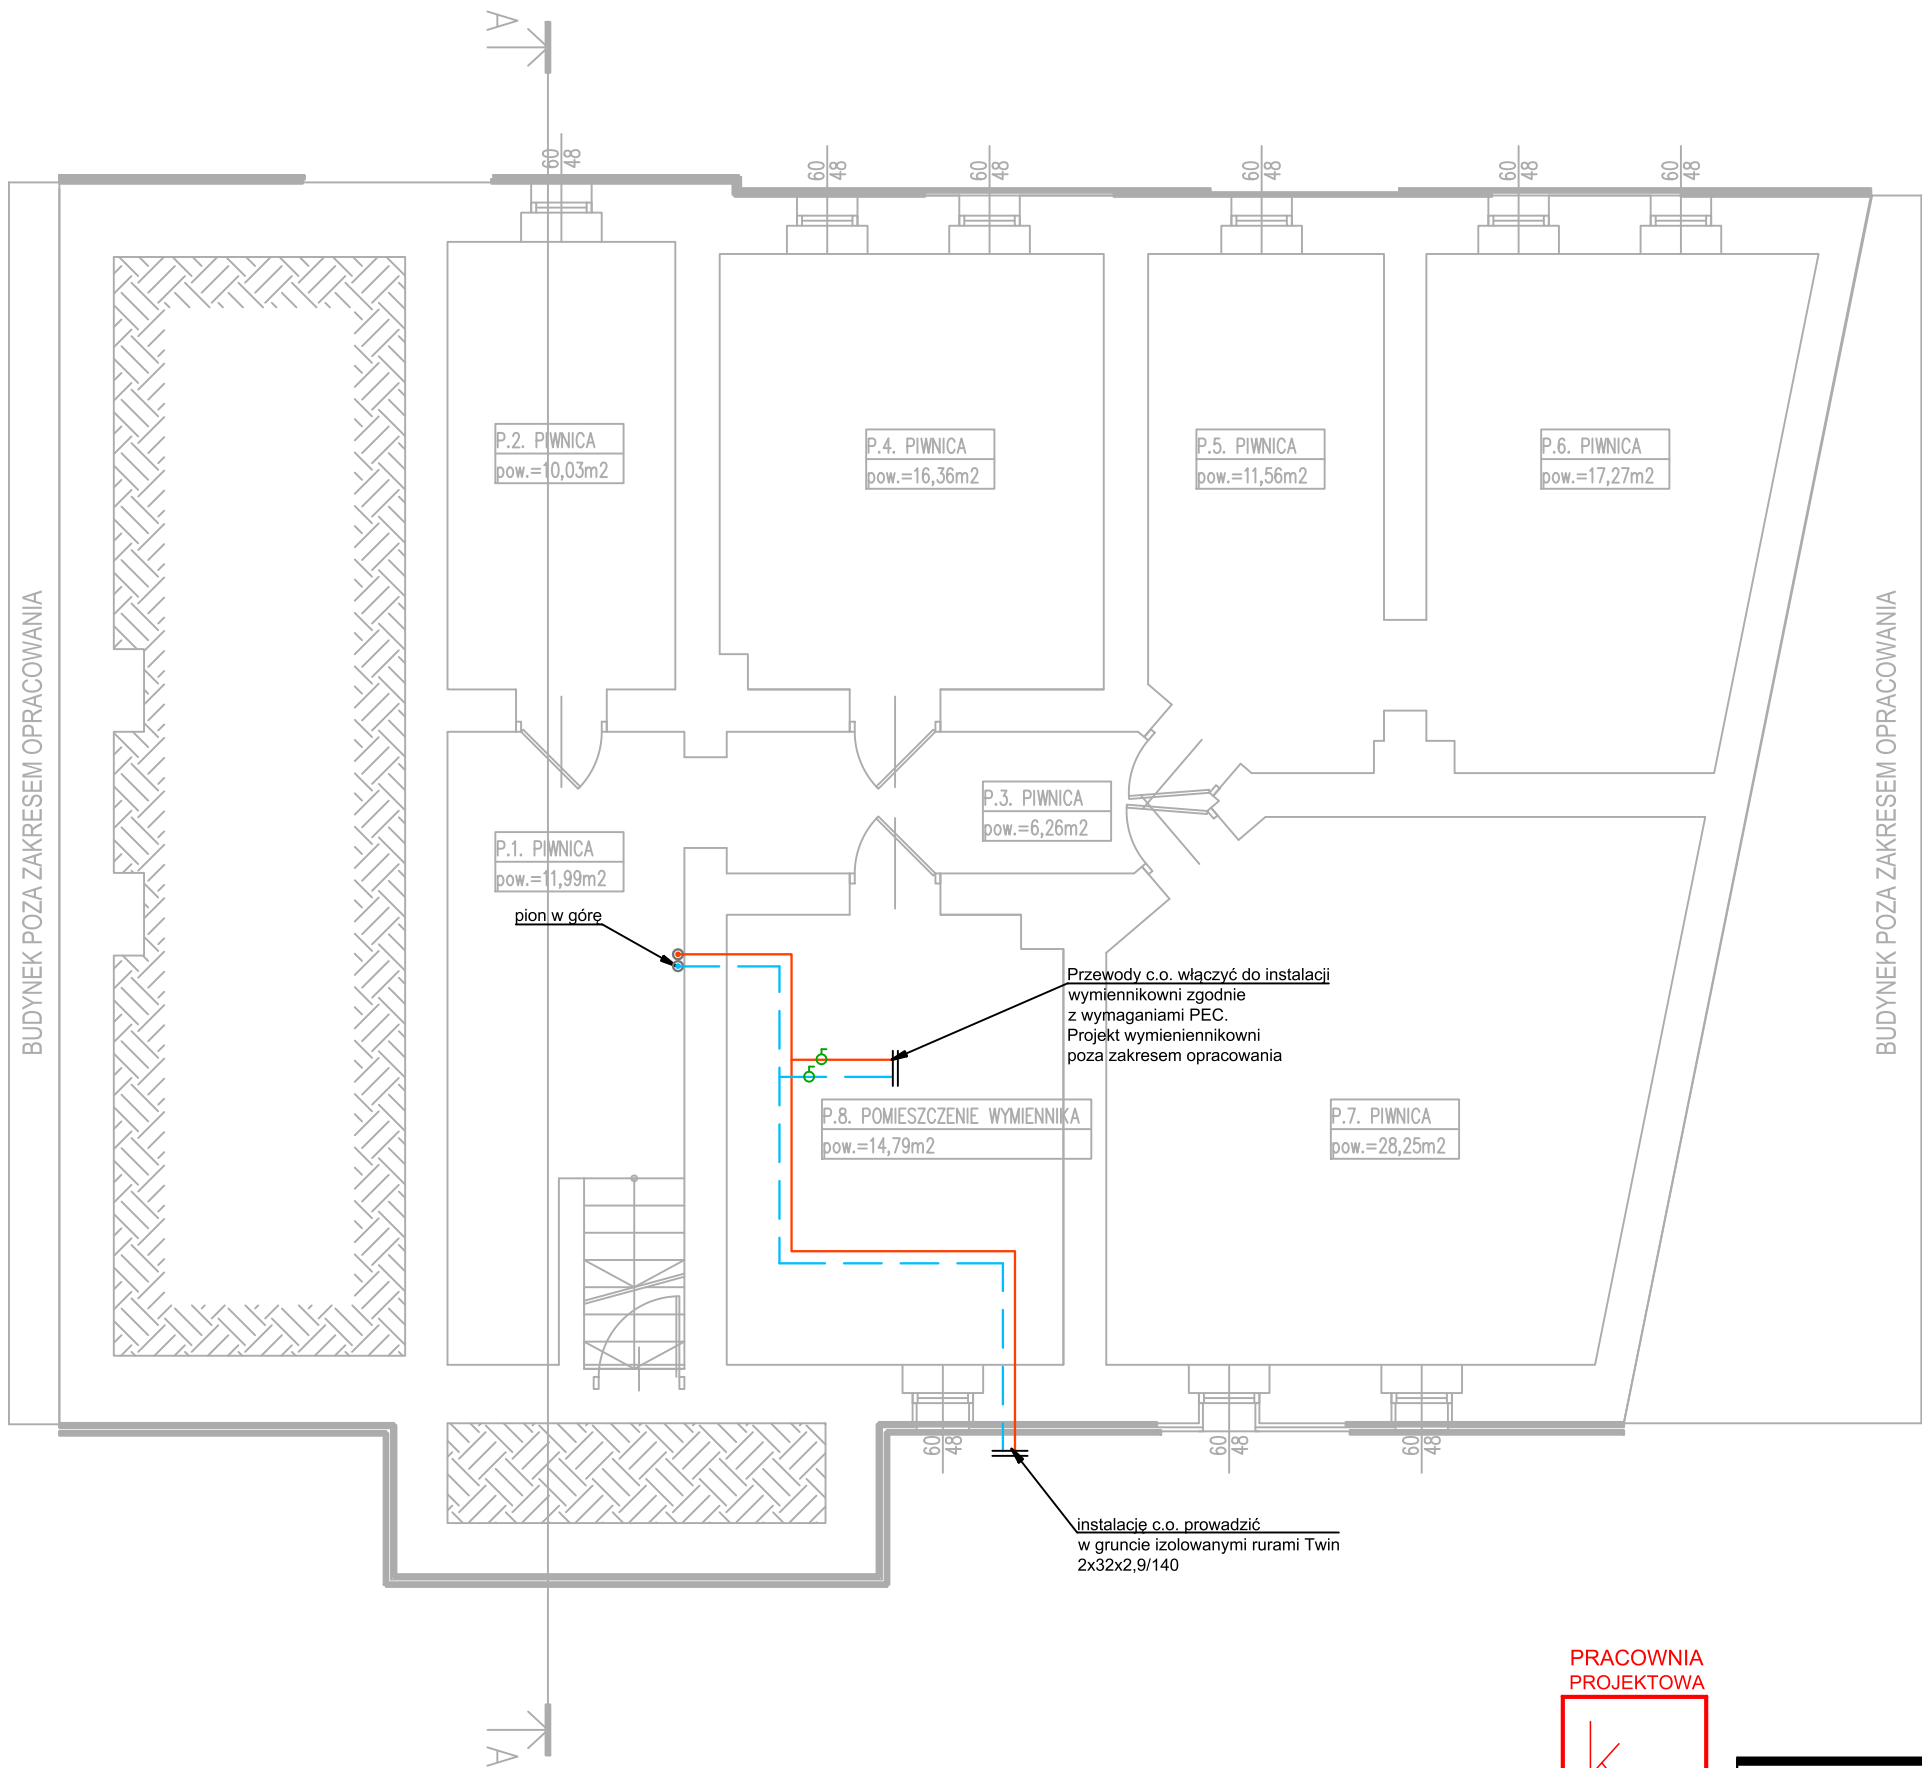 A
60
48
60
48
60
48
60
48
60
48
60
48
BUDYNEK POZA ZAKRESEM OPRACOWANIA
BUDYNEK POZA ZAKRESEM OPRACOWANIA
P.2. PIWNICA
pow.=10,03m2
P.4. PIWNICA
pow.=16,36m2
P.5. PIWNICA
pow.=11,56m2
P.6. PIWNICA
pow.=17,27m2
P.3. PIWNICA
pow.=6,26m2
P.1. PIWNICA
pow.=11,99m2
pion w górę
Przewody c.o. włączyć do instalacji
wymiennikowni zgodnie
z wymaganiami PEC.
Projekt wymieniennikowni
poza zakresem opracowania
P.8. POMIESZCZENIE WYMIENNIKA
pow.=14,79m2
P.7. PIWNICA
pow.=28,25m2
60
48
60
48
60
48
instalację c.o. prowadzić
w gruncie izolowanymi rurami Twin
2x32x2,9/140
PRACOWNIA
PROJEKTOWA
A